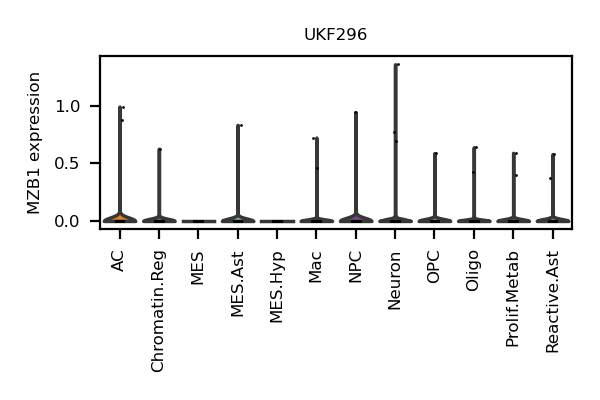 UKF296
MZB1 expression
1.0
0.5
0.0
AC
Chromatin.Reg
MES
MES.Ast
MES.Hyp
Mac
NPC
Neuron
OPC
Oligo
Prolif.Metab
Reactive.Ast